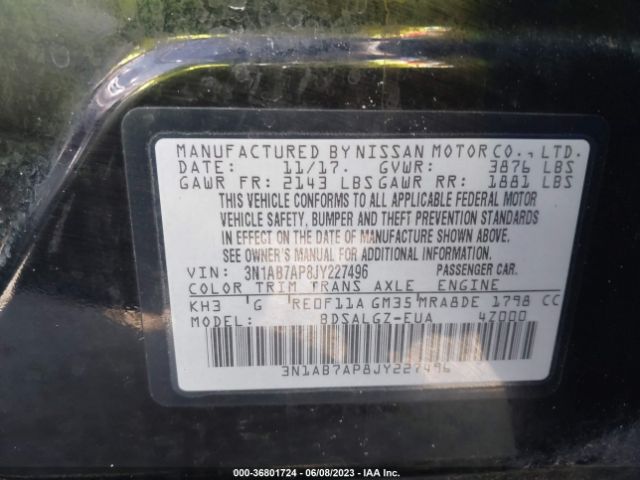 MANUFACTURED BY NISSAN MOTOR CO., LTD.
DATE: 11/17. GVWR: 3876 LBS
GAWR FR: 2143 LBS GAWR RR: 1881 LBS
THIS VEHICLE CONFORMS TO ALL APPLICABLE FEDERAL MOTOR
VEHICLE SAFETY, BUMPER AND THEFT PREVENTION STANDARDS
IN EFFECT ON THE DATE OF MANUFACTURE SHOWN ABOVE.
SEE OWNER'S MANUAL FOR ADDITIONAL INFORMATION.
VIN: 3N1AB7AP8JY227496 PASSENGER CAR.
COLOR TRIM TRANS AXLE ENGINE
KH3 G RE0F11A GM35 MRA8DE 1798 CC
MODEL: BDSALGZ-EUA 4Z000
3N1AB7AP8JY227496
000-36801724 | 06/08/2023 | IAA Inc.